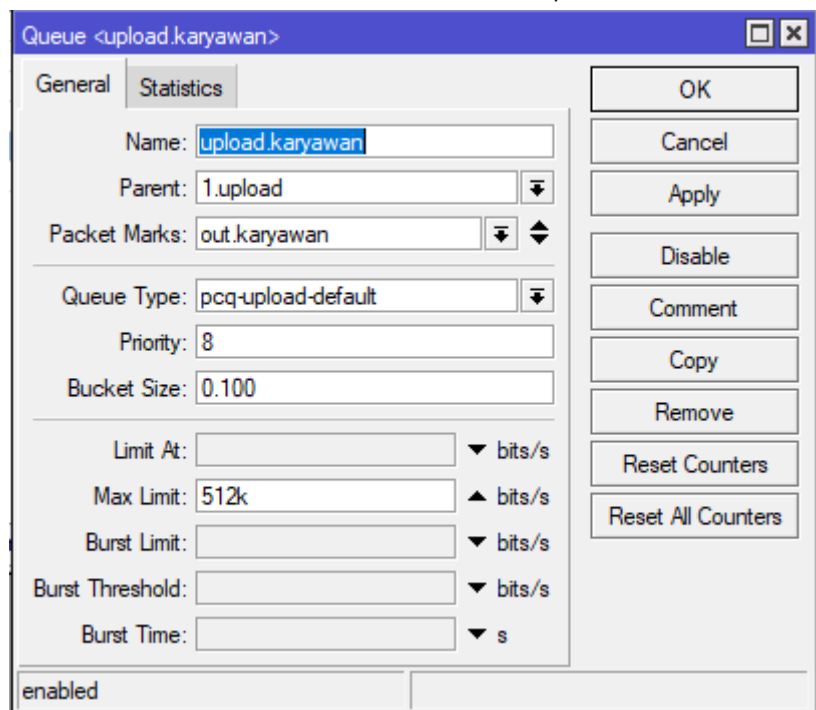 Queue <upload.karyawan>
General Statistics
Name: upload.karyawan
Parent: 1.upload
Packet Marks: out.karyawan
Queue Type: pcq-upload-default
Priority: 8
Bucket Size: 0.100
Limit At: bits/s
Max Limit: 512k bits/s
Burst Limit: bits/s
Burst Threshold: bits/s
Burst Time: s
enabled
OK
Cancel
Apply
Disable
Comment
Copy
Remove
Reset Counters
Reset All Counters